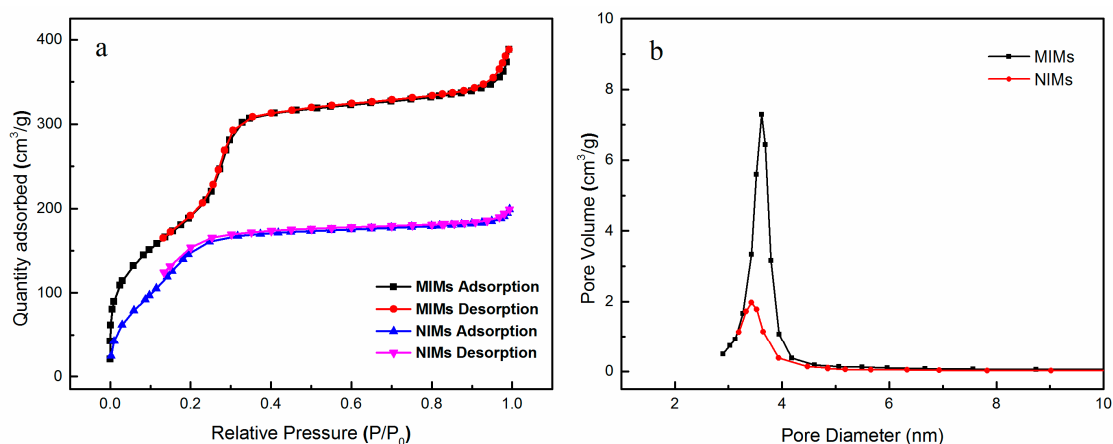 a
Quantity adsorbed (cm³/g)
400
300
200
100
0
0.0 0.2 0.4 0.6 0.8 1.0
Relative Pressure (P/P₀)
MIMs Adsorption
MIMs Desorption
NIMs Adsorption
NIMs Desorption
b
Pore Volume (cm³/g)
10
8
6
4
2
0
2 4 6 8 10
Pore Diameter (nm)
MIMs
NIMs